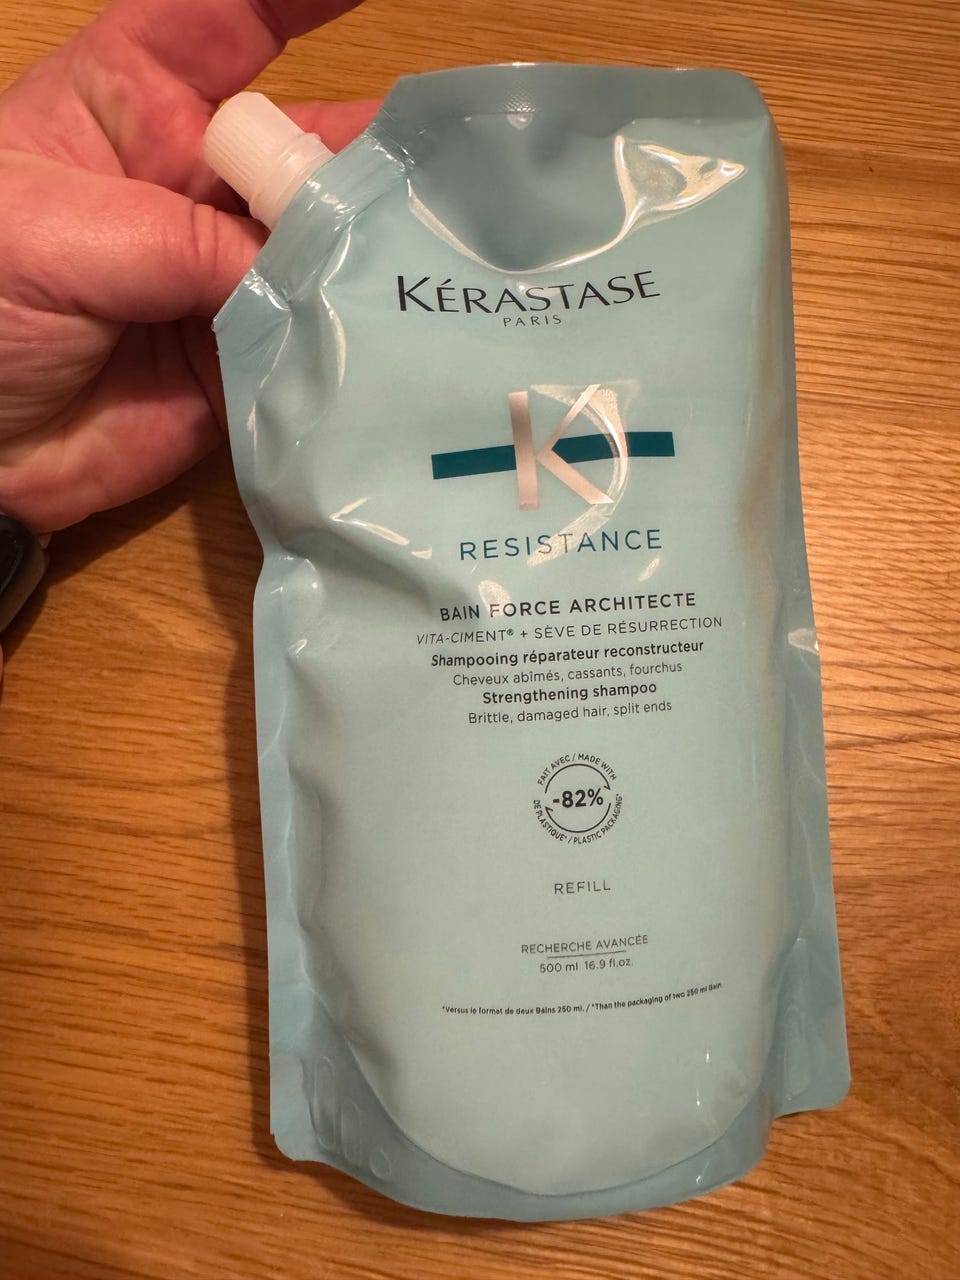 KÉRASTASE
PARIS
K
RESISTANCE
BAIN FORCE ARCHITECTE
VITA-CIMENT® + SÈVE DE RÉSURRECTION
Shampooing réparateur reconstructeur
Cheveux abîmés, cassants, fourchus
Strengthening shampoo
Brittle, damaged hair, split ends
FAIT AVEC / MADE WITH
-82%
DE PLASTIQUE* / PLASTIC PACKAGING*
REFILL
RECHERCHE AVANCÉE
500 ml 16.9 fl.oz.
*Versus le format de deux Bains 250 ml. / *Than the packaging of two 250 ml Bain.